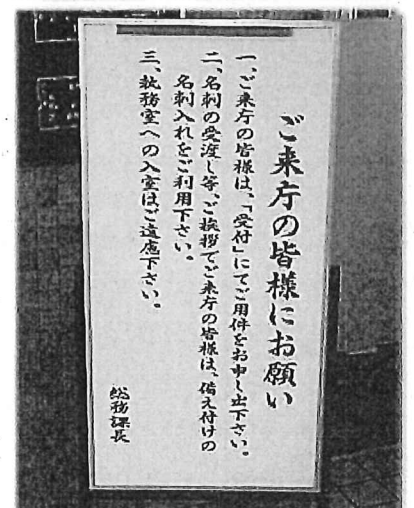 ご来庁の皆様にお願い
一、ご来庁の皆様は、「受付」にてご用件をお申し出下さい。
二、名刺の受渡し等、ご挨拶でご来庁の皆様は、備え付けの
名刺入れをご利用下さい。
三、執務室への入室はご遠慮下さい。
総務課長